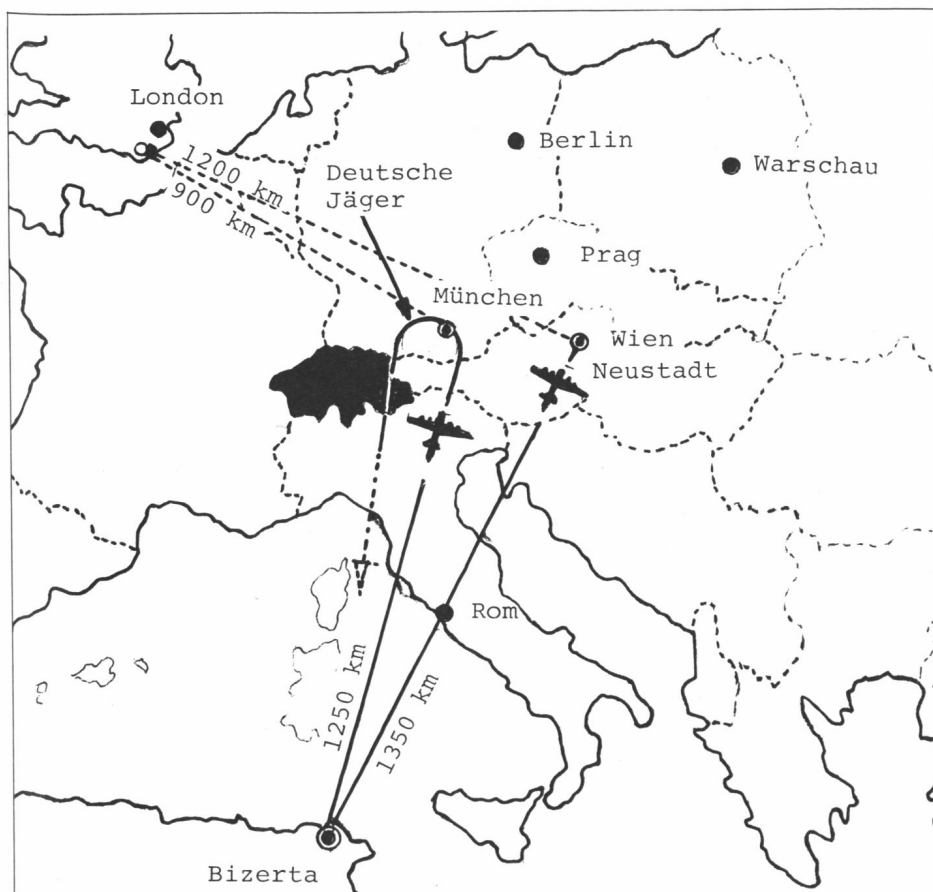 London
Berlin
Warschau
1200 km
900 km
Deutsche
Jäger
Prag
München
Wien
Neustadt
Rom
1250 km
1350 km
Bizerta